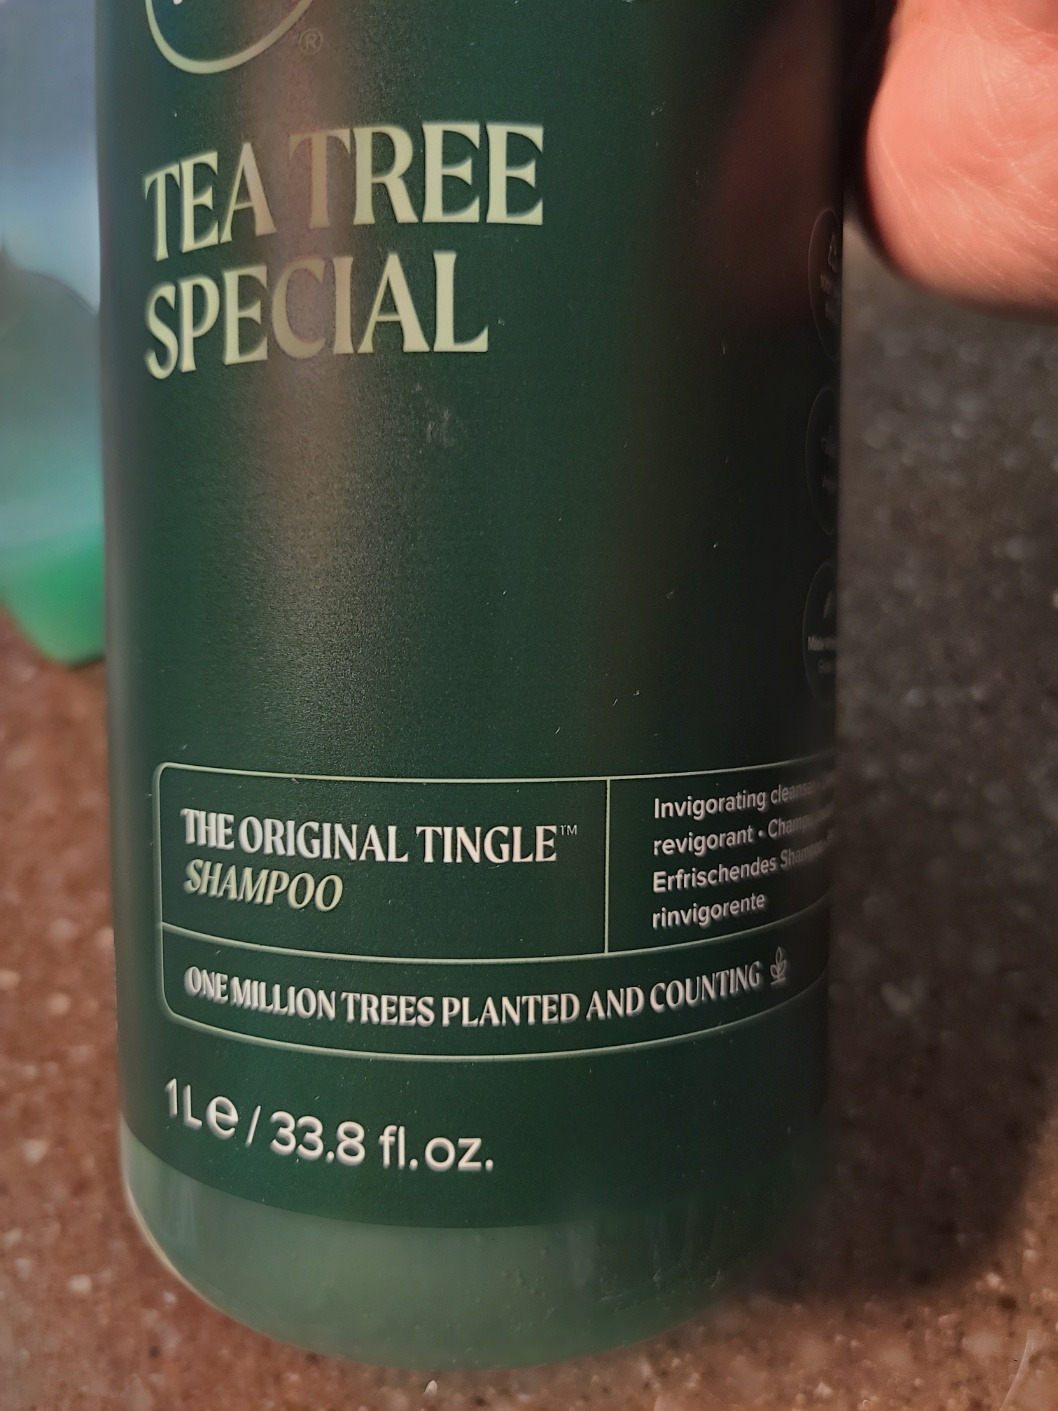 ®
TEA TREE
SPECIAL
THE ORIGINAL TINGLE™
SHAMPOO
Invigorating
revigorant •
Erfrischendes
rinvigorente
ONE MILLION TREES PLANTED AND COUNTING
1 L e / 33.8 fl.oz.